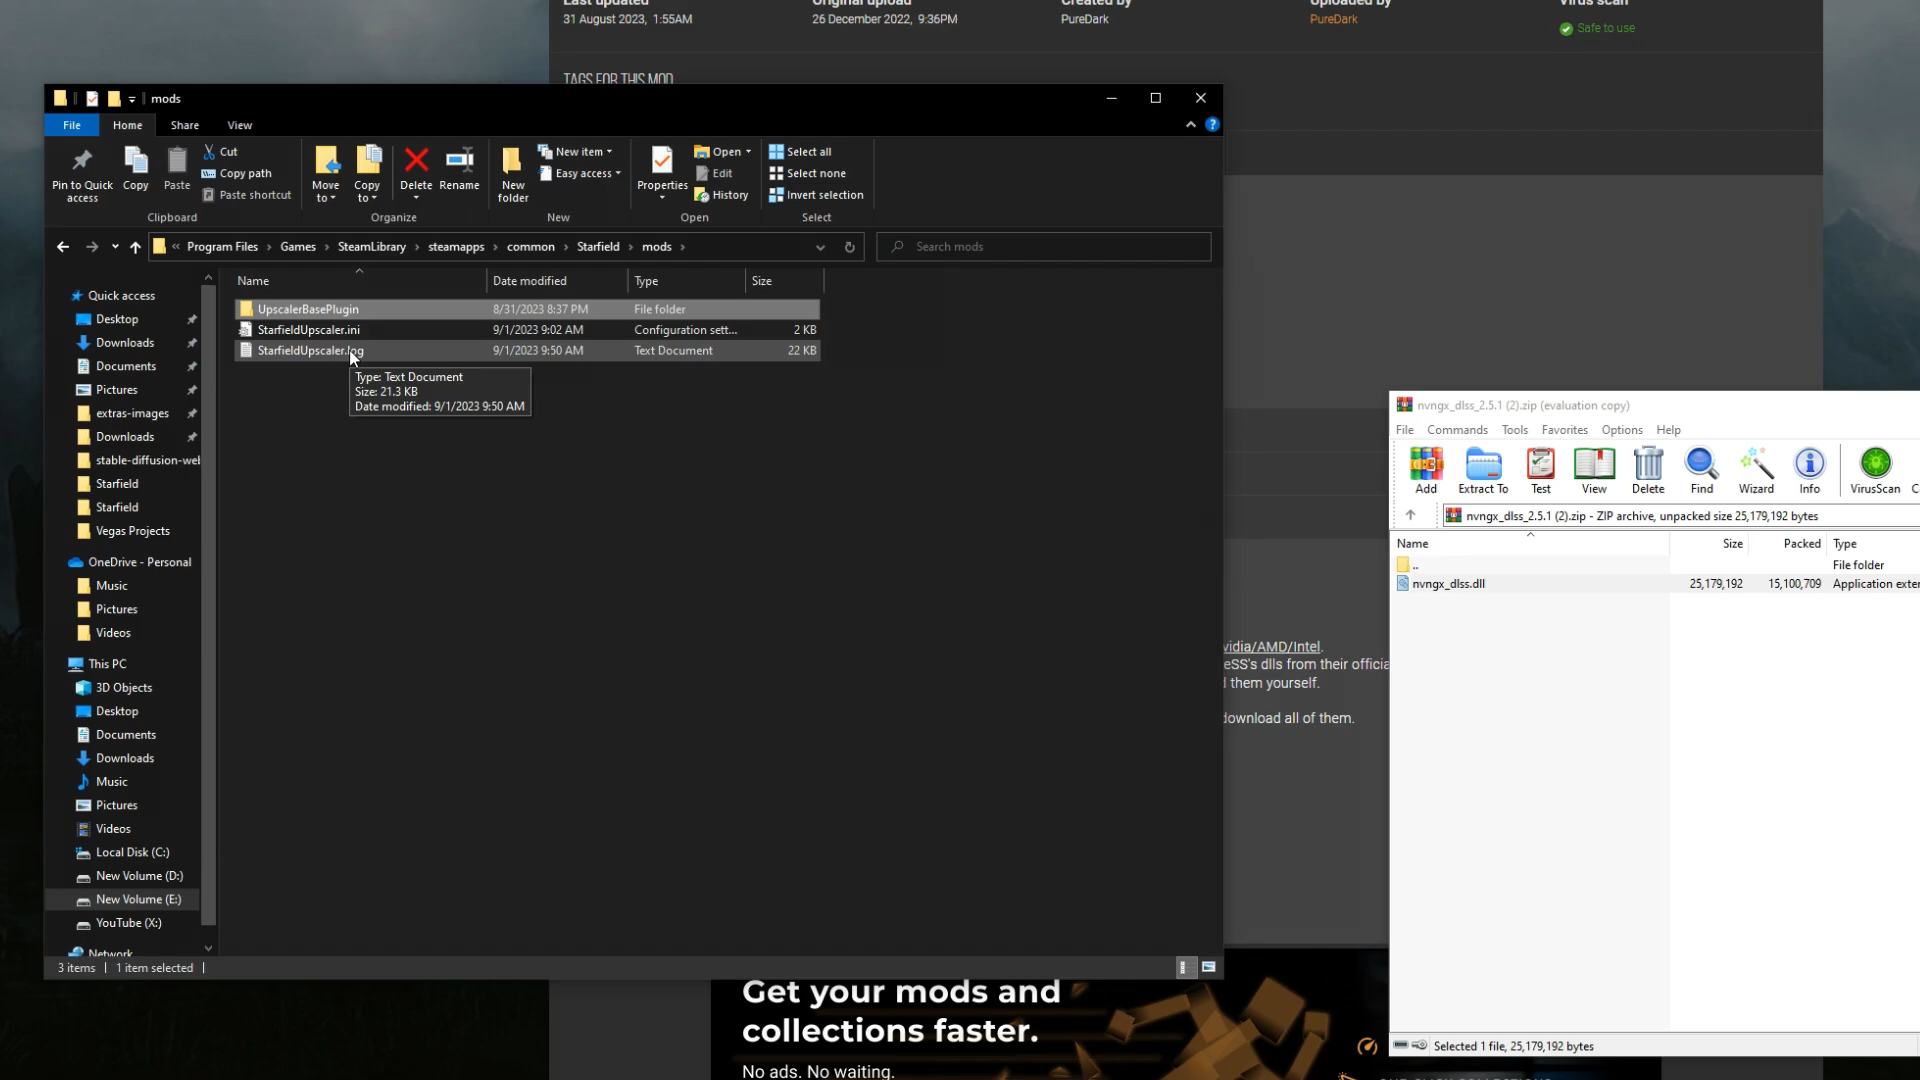 Last updated
Original upload
Created by
Uploaded by
Virus scan
31 August 2023, 1:55AM
26 December 2022, 9:36PM
PureDark
PureDark
Safe to use
TAGS FOR THIS MOD
mods
File
Home
Share
View
Pin to Quick access
Copy
Paste
Cut
Copy path
Paste shortcut
Clipboard
Move to
Copy to
Delete
Rename
Organize
New folder
New item
Easy access
New
Properties
Open
Edit
History
Open
Select all
Select none
Invert selection
Select
« Program Files > Games > SteamLibrary > steamapps > common > Starfield > mods >
Search mods
Name
Date modified
Type
Size
UpscalerBasePlugin
8/31/2023 8:37 PM
File folder
StarfieldUpscaler.ini
9/1/2023 9:02 AM
Configuration sett...
2 KB
StarfieldUpscaler.log
9/1/2023 9:50 AM
Text Document
22 KB
Type: Text Document
Size: 21.3 KB
Date modified: 9/1/2023 9:50 AM
Quick access
Desktop
Downloads
Documents
Pictures
extras-images
Downloads
stable-diffusion-wel
Starfield
Starfield
Vegas Projects
OneDrive - Personal
Music
Pictures
Videos
This PC
3D Objects
Desktop
Documents
Downloads
Music
Pictures
Videos
Local Disk (C:)
New Volume (D:)
New Volume (E:)
YouTube (X:)
Network
3 items
1 item selected
nvngx_dlss_2.5.1 (2).zip (evaluation copy)
File
Commands
Tools
Favorites
Options
Help
Add
Extract To
Test
View
Delete
Find
Wizard
Info
VirusScan
C
nvngx_dlss_2.5.1 (2).zip - ZIP archive, unpacked size 25,179,192 bytes
Name
Size
Packed
Type
..
File folder
nvngx_dlss.dll
25,179,192
15,100,709
Application exter
Selected 1 file, 25,179,192 bytes
vidia/AMD/Intel.
eSS's dlls from their officia
them yourself.
download all of them.
Get your mods and
collections faster.
No ads. No waiting.